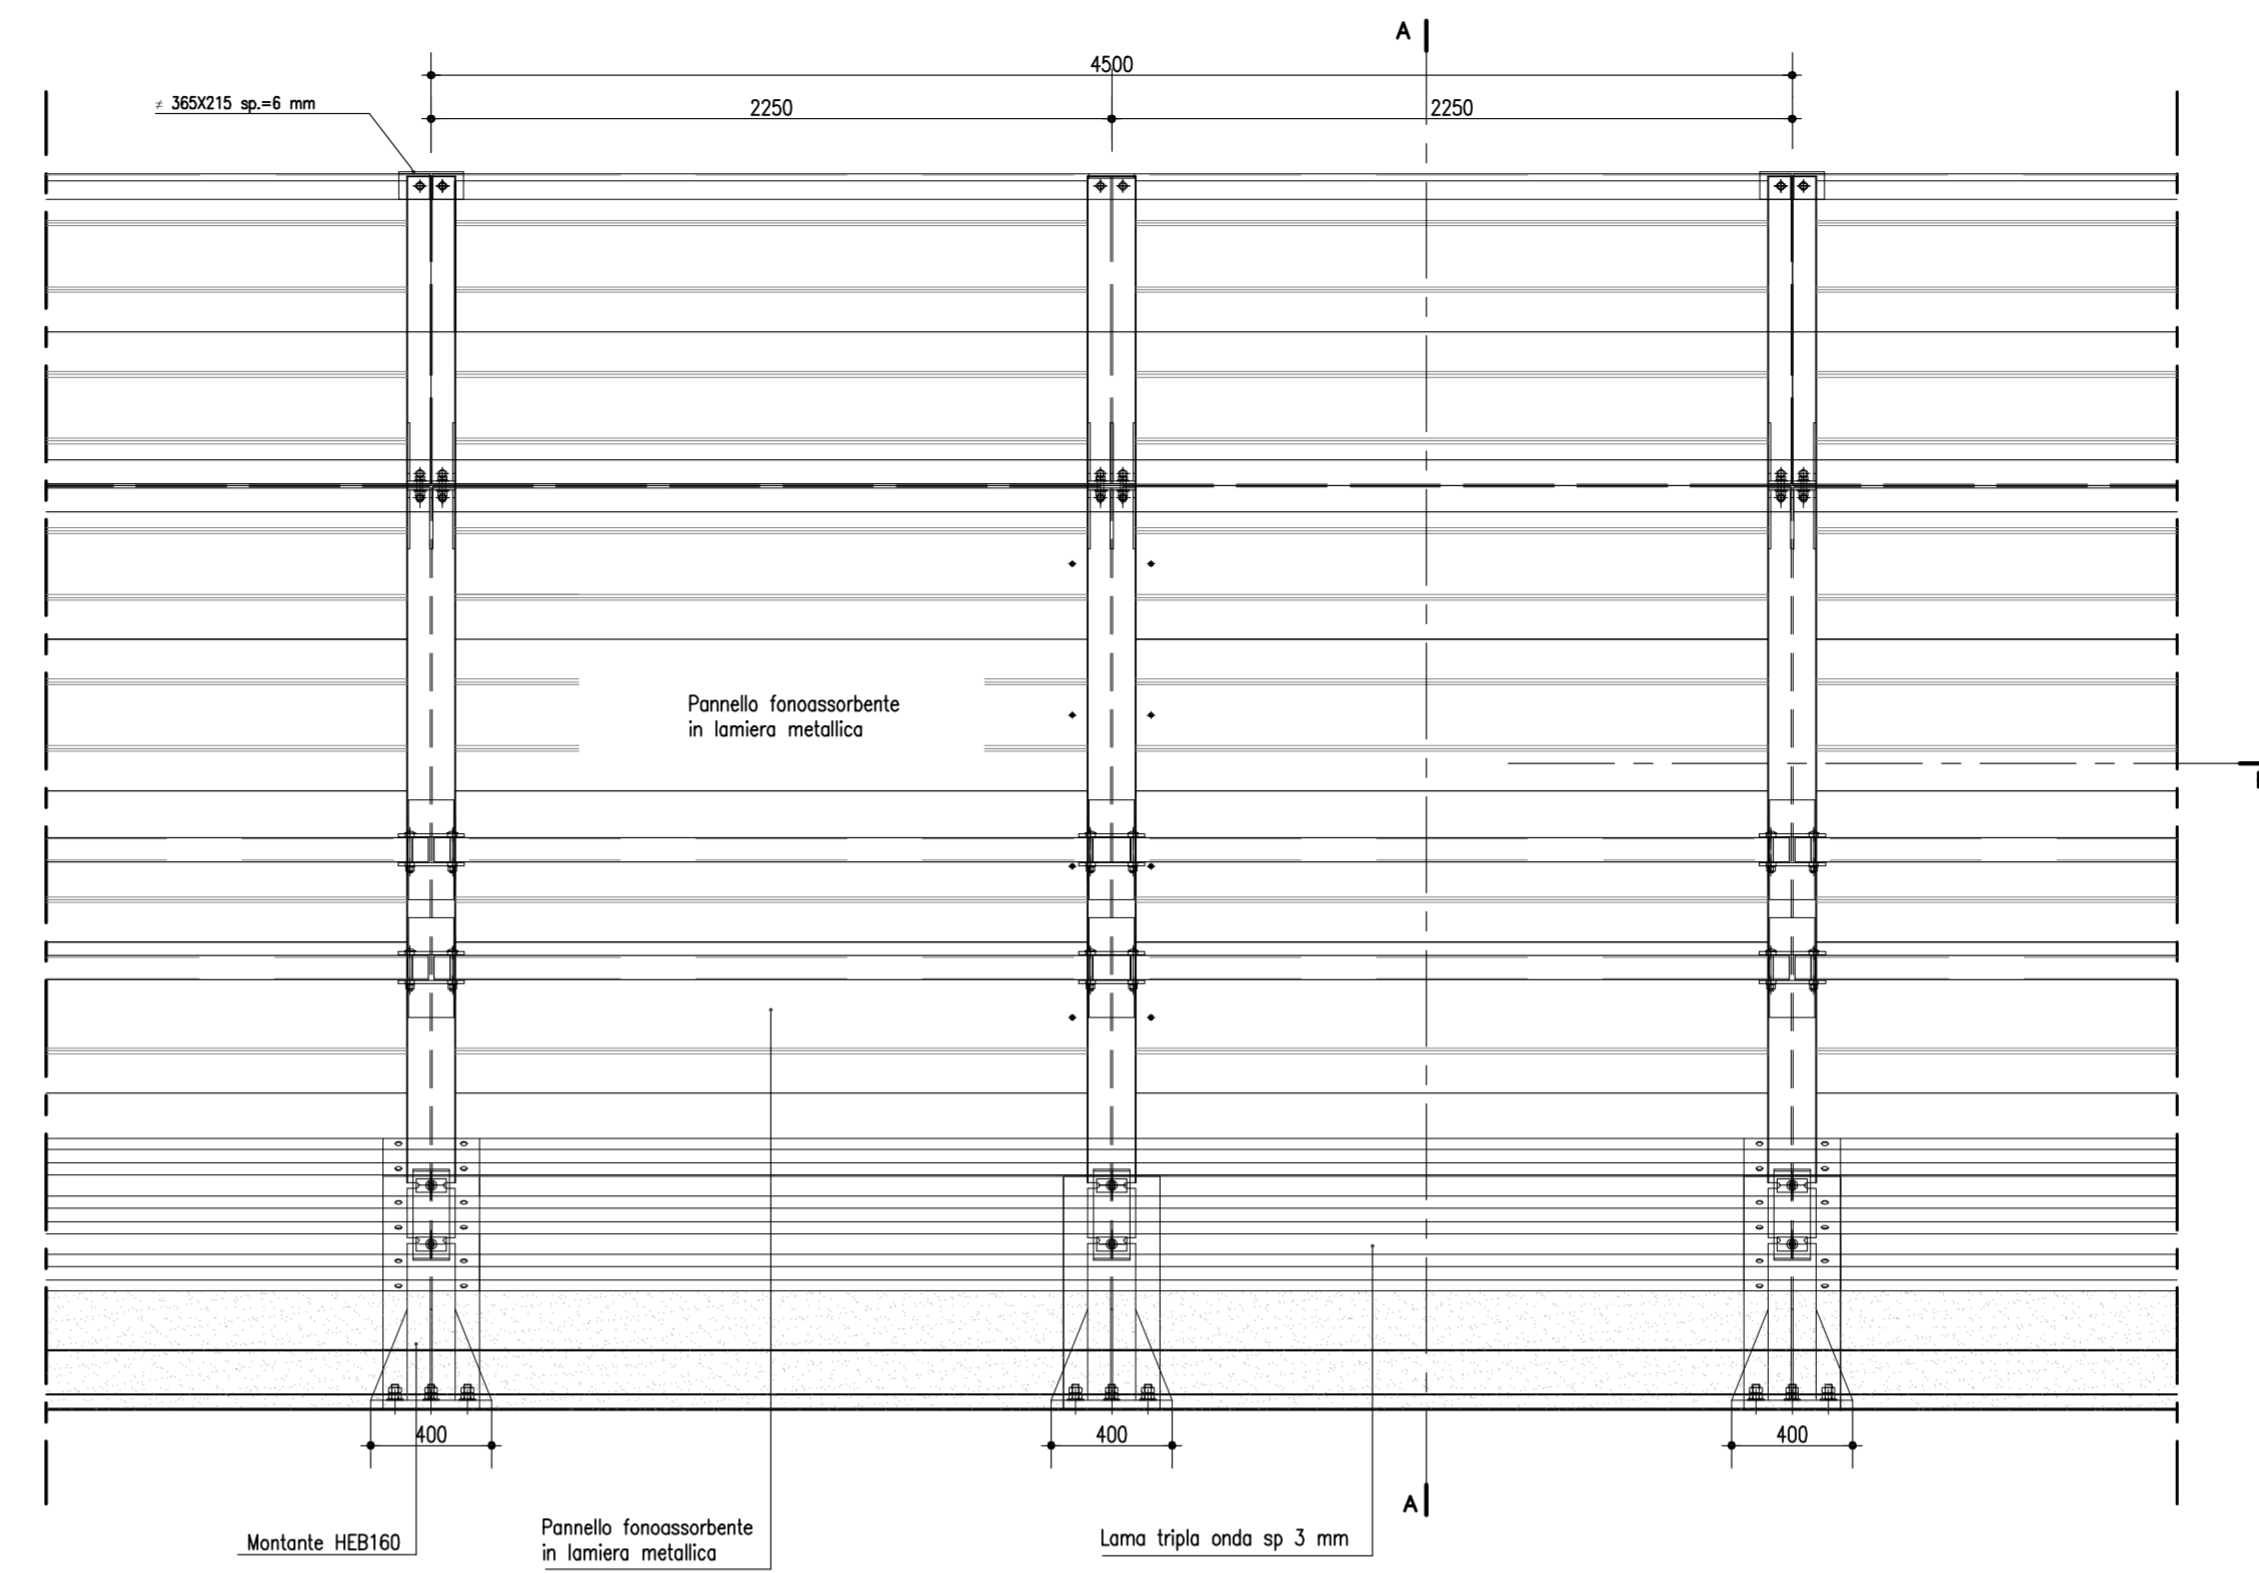 A
4500
≠ 365X215 sp.=6 mm
2250
2250
Pannello fonoassorbente
in lamiera metallica
400
400
400
A
Montante HEB160
Pannello fonoassorbente
in lamiera metallica
Lama tripla onda sp 3 mm